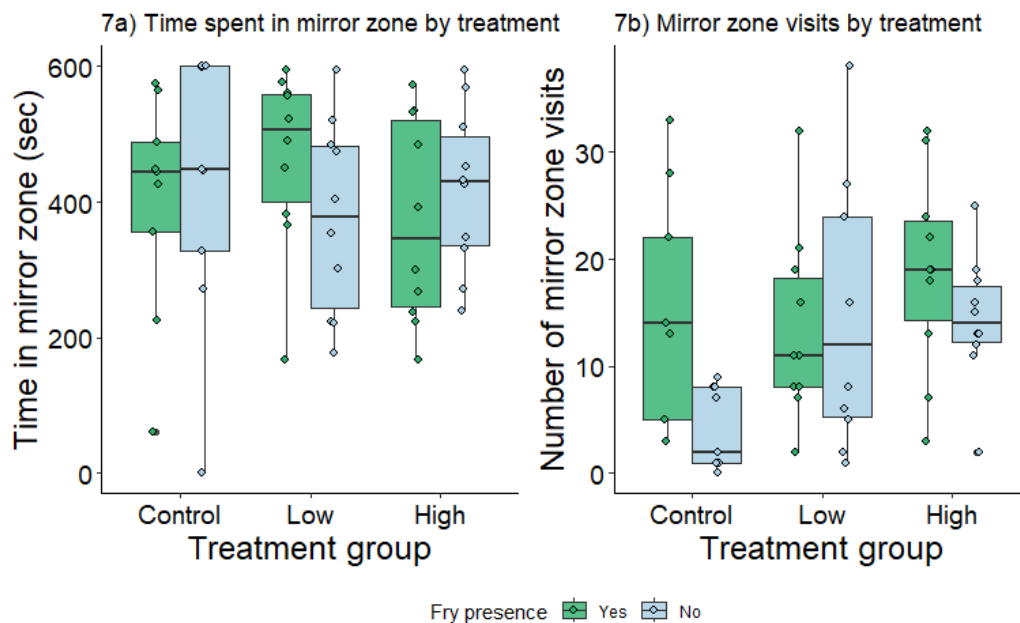 7a) Time spent in mirror zone by treatment
Time in mirror zone (sec)
600
400
200
0
Control Low High
Treatment group
7b) Mirror zone visits by treatment
Number of mirror zone visits
30
20
10
0
Control Low High
Treatment group
Fry presence Yes No